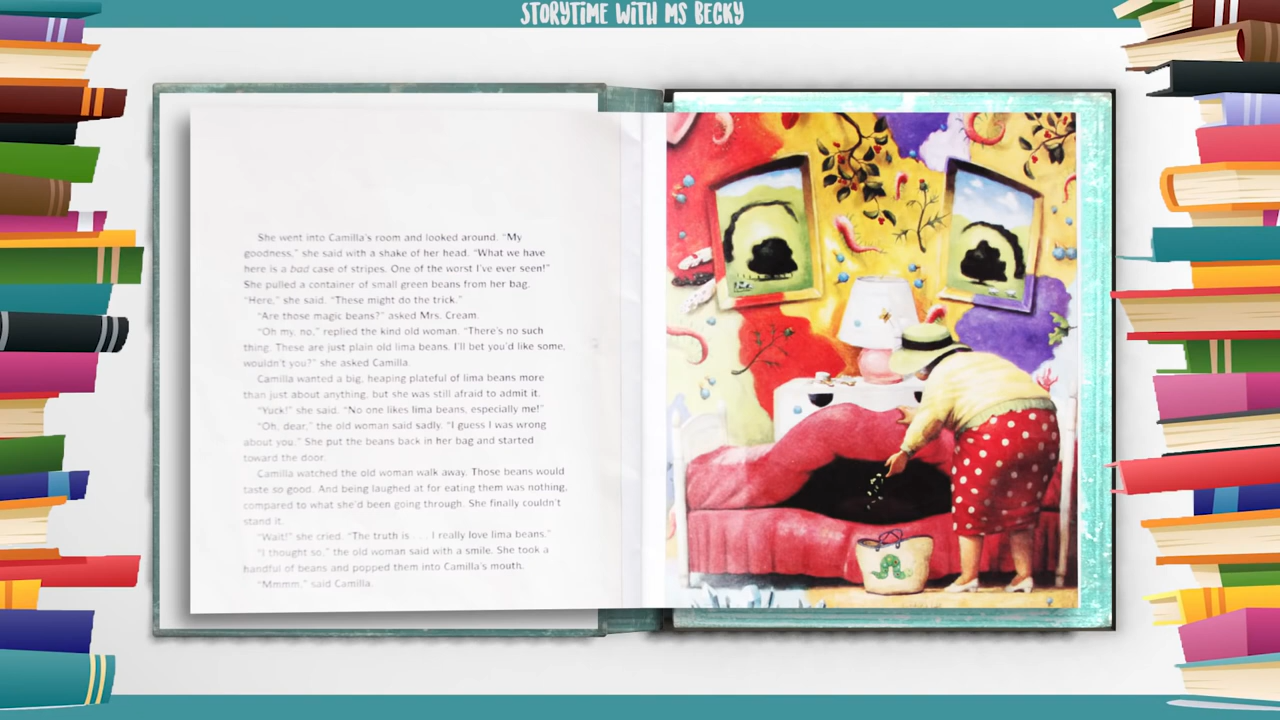 STORYTIME WITH MS BECKY
She went into Camilla's room and looked around. "My
goodness," she said with a shake of her head. "What we have
here is a bad case of stripes. One of the worst I've ever seen!"
She pulled a container of small green beans from her bag.
"Here," she said. "These might do the trick."
"Are those magic beans?" asked Mrs. Cream.
"Oh my, no," replied the kind old woman. "There's no such
thing. These are just plain old lima beans. I'll bet you'd like some,
wouldn't you?" she asked Camilla.
Camilla wanted a big, heaping plateful of lima beans more
than just about anything, but she was still afraid to admit it.
"Yuck!" she said. "No one likes lima beans, especially me!"
"Oh, dear," the old woman said sadly. "I guess I was wrong
about you." She put the beans back in her bag and started
toward the door.
Camilla watched the old woman walk away. Those beans would
taste so good. And being laughed at for eating them was nothing,
compared to what she'd been going through. She finally couldn't
stand it.
"Wait!" she cried. "The truth is . . . I really love lima beans."
"I thought so," the old woman said with a smile. She took a
handful of beans and popped them into Camilla's mouth.
"Mmmm," said Camilla.